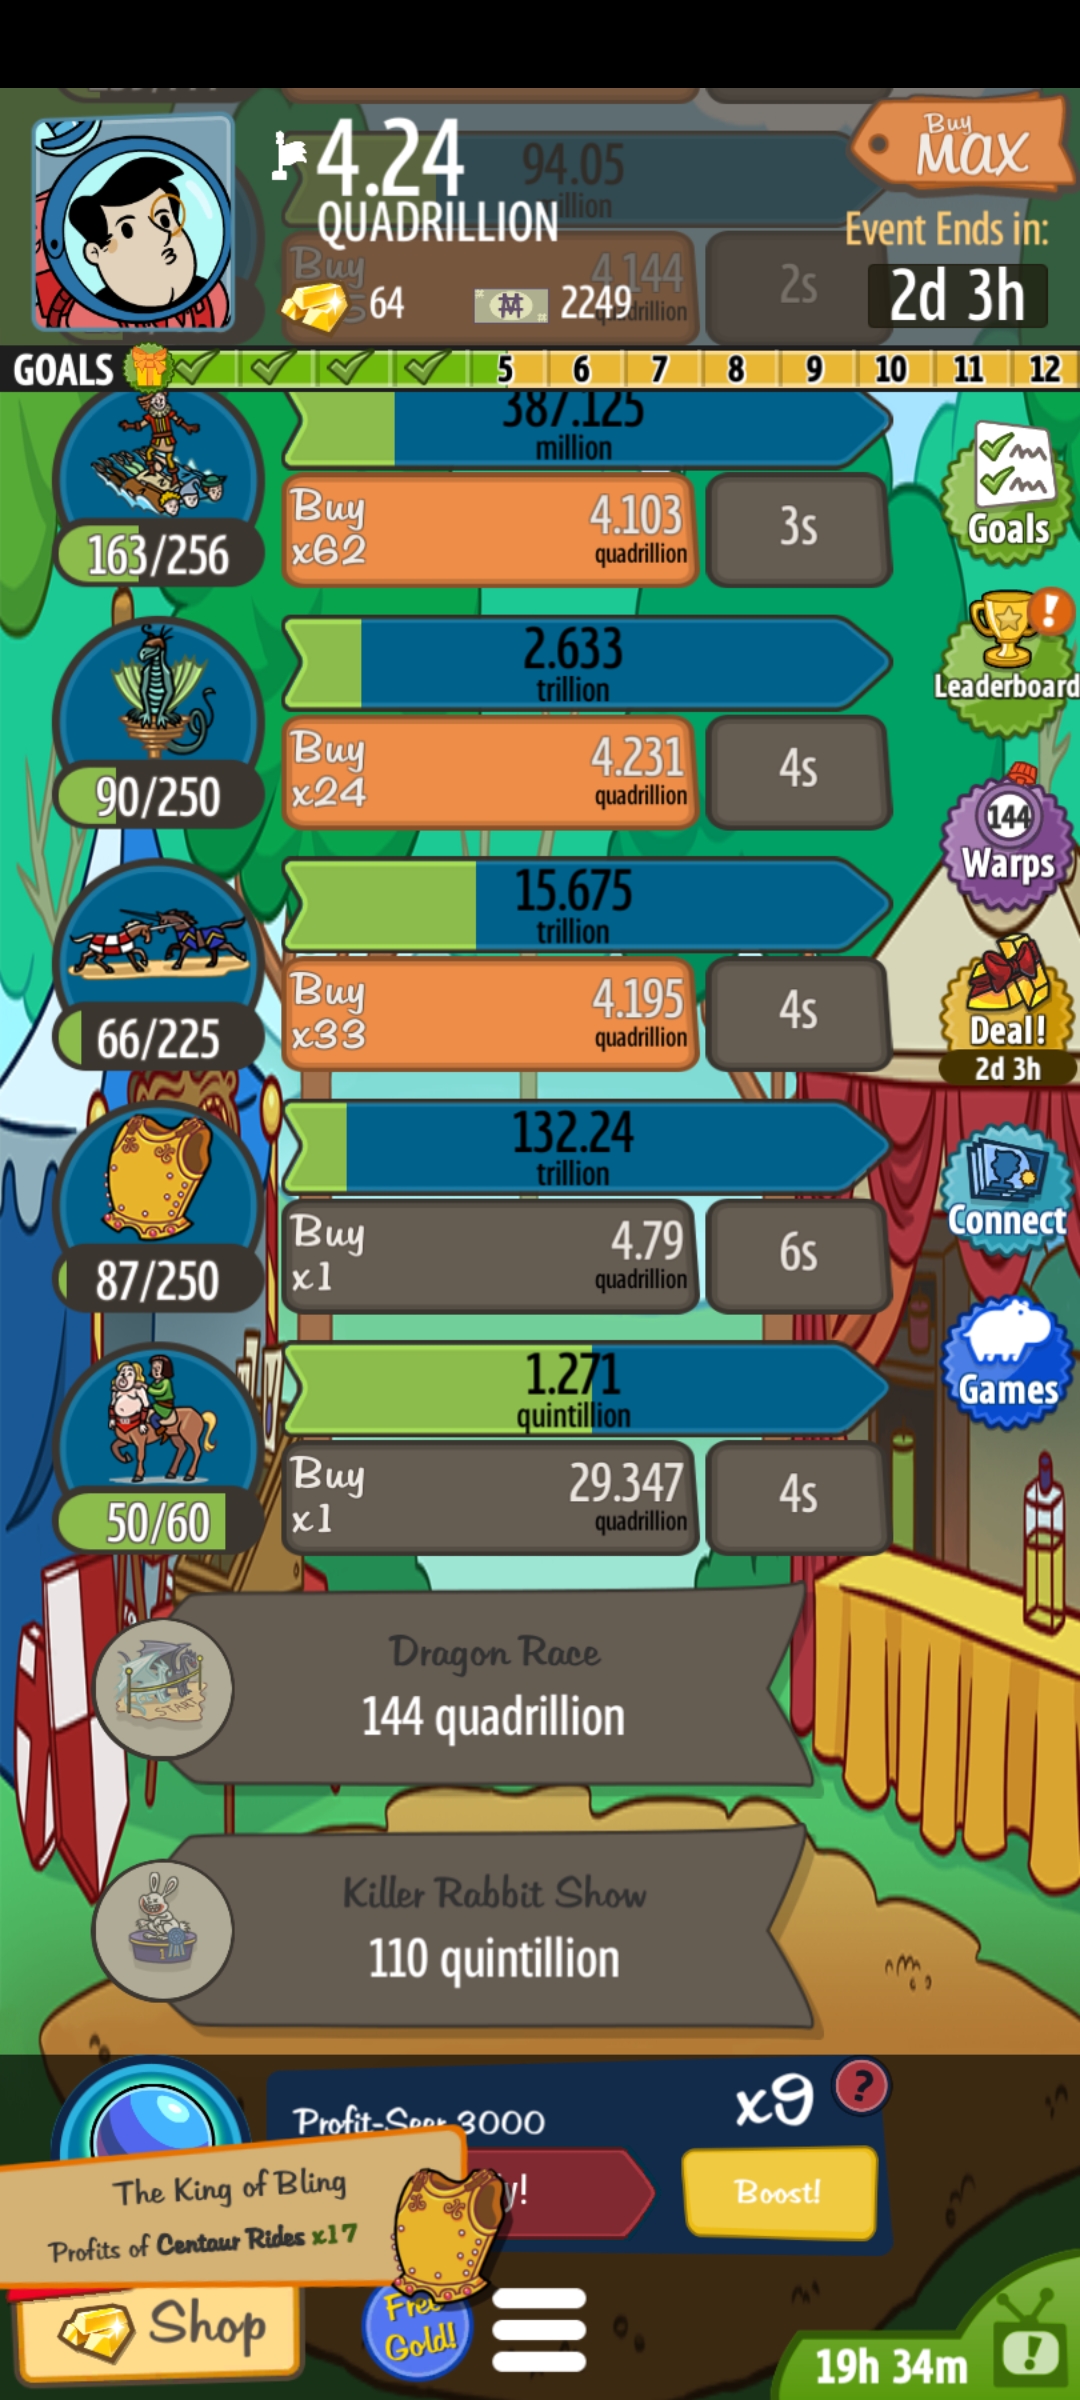 4.24
QUADRILLION
64
2249
94.05
Buy
4.144
2s
Buy
MAX
Event Ends in:
2d 3h
GOALS
5
6
7
8
9
10
11
12
387.125
million
163/256
Buy
x62
4.103
quadrillion
3s
Goals
2.633
trillion
90/250
Buy
x24
4.231
quadrillion
4s
Leaderboard
!
15.675
trillion
66/225
Buy
x33
4.195
quadrillion
4s
144
Warps
Deal!
2d 3h
132.24
trillion
87/250
Buy
x1
4.79
quadrillion
6s
Connect
1.271
quintillion
50/60
Buy
x1
29.347
quadrillion
4s
Games
START
Dragon Race
144 quadrillion
1
Killer Rabbit Show
110 quintillion
Profit-Seer 3000
x9
?
y!
Boost!
The King of Bling
Profits of Centaur Rides x17
Shop
Free
Gold!
19h 34m
!